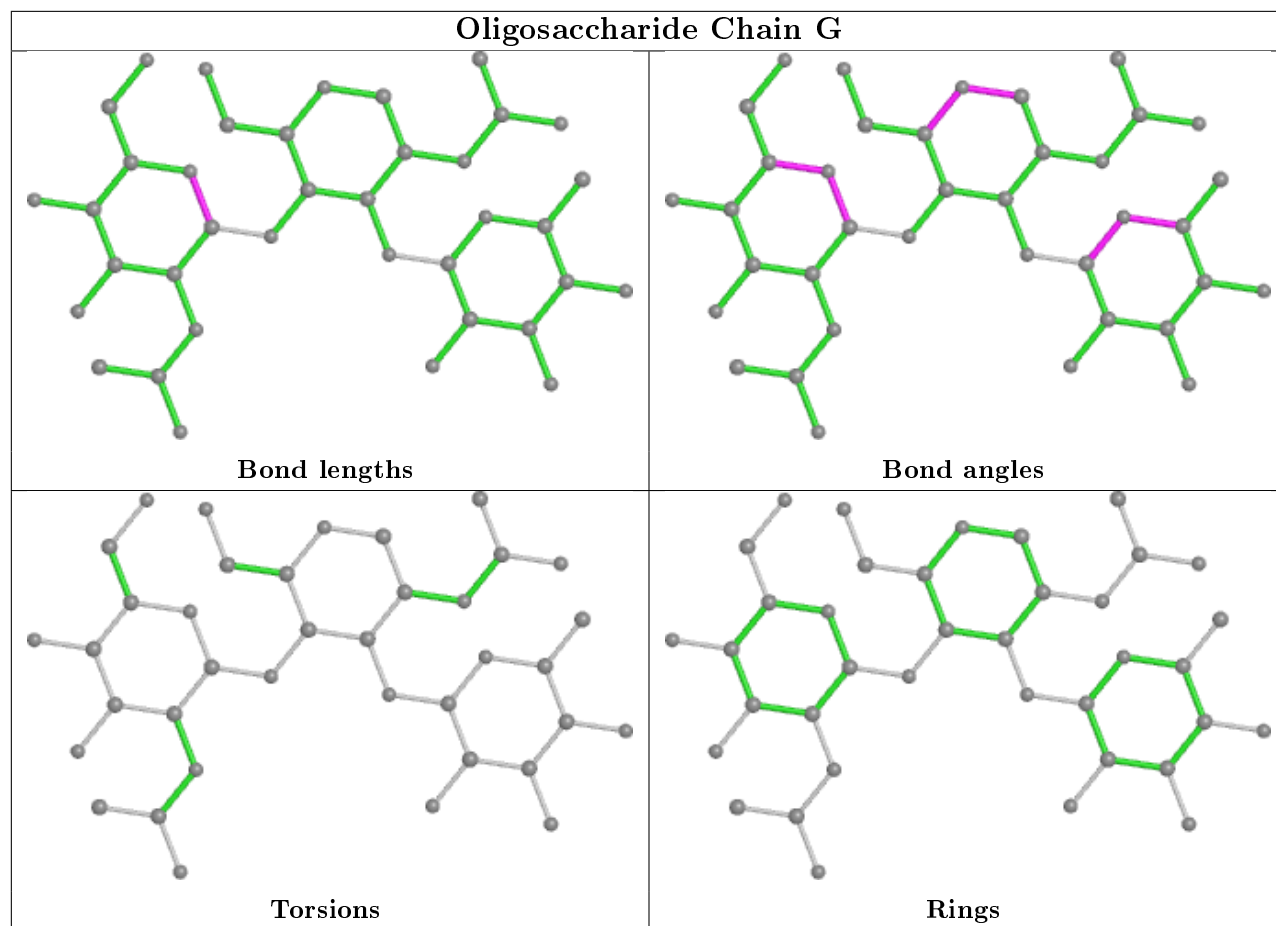 Oligosaccharide Chain G
Bond lengths
Bond angles
Torsions
Rings